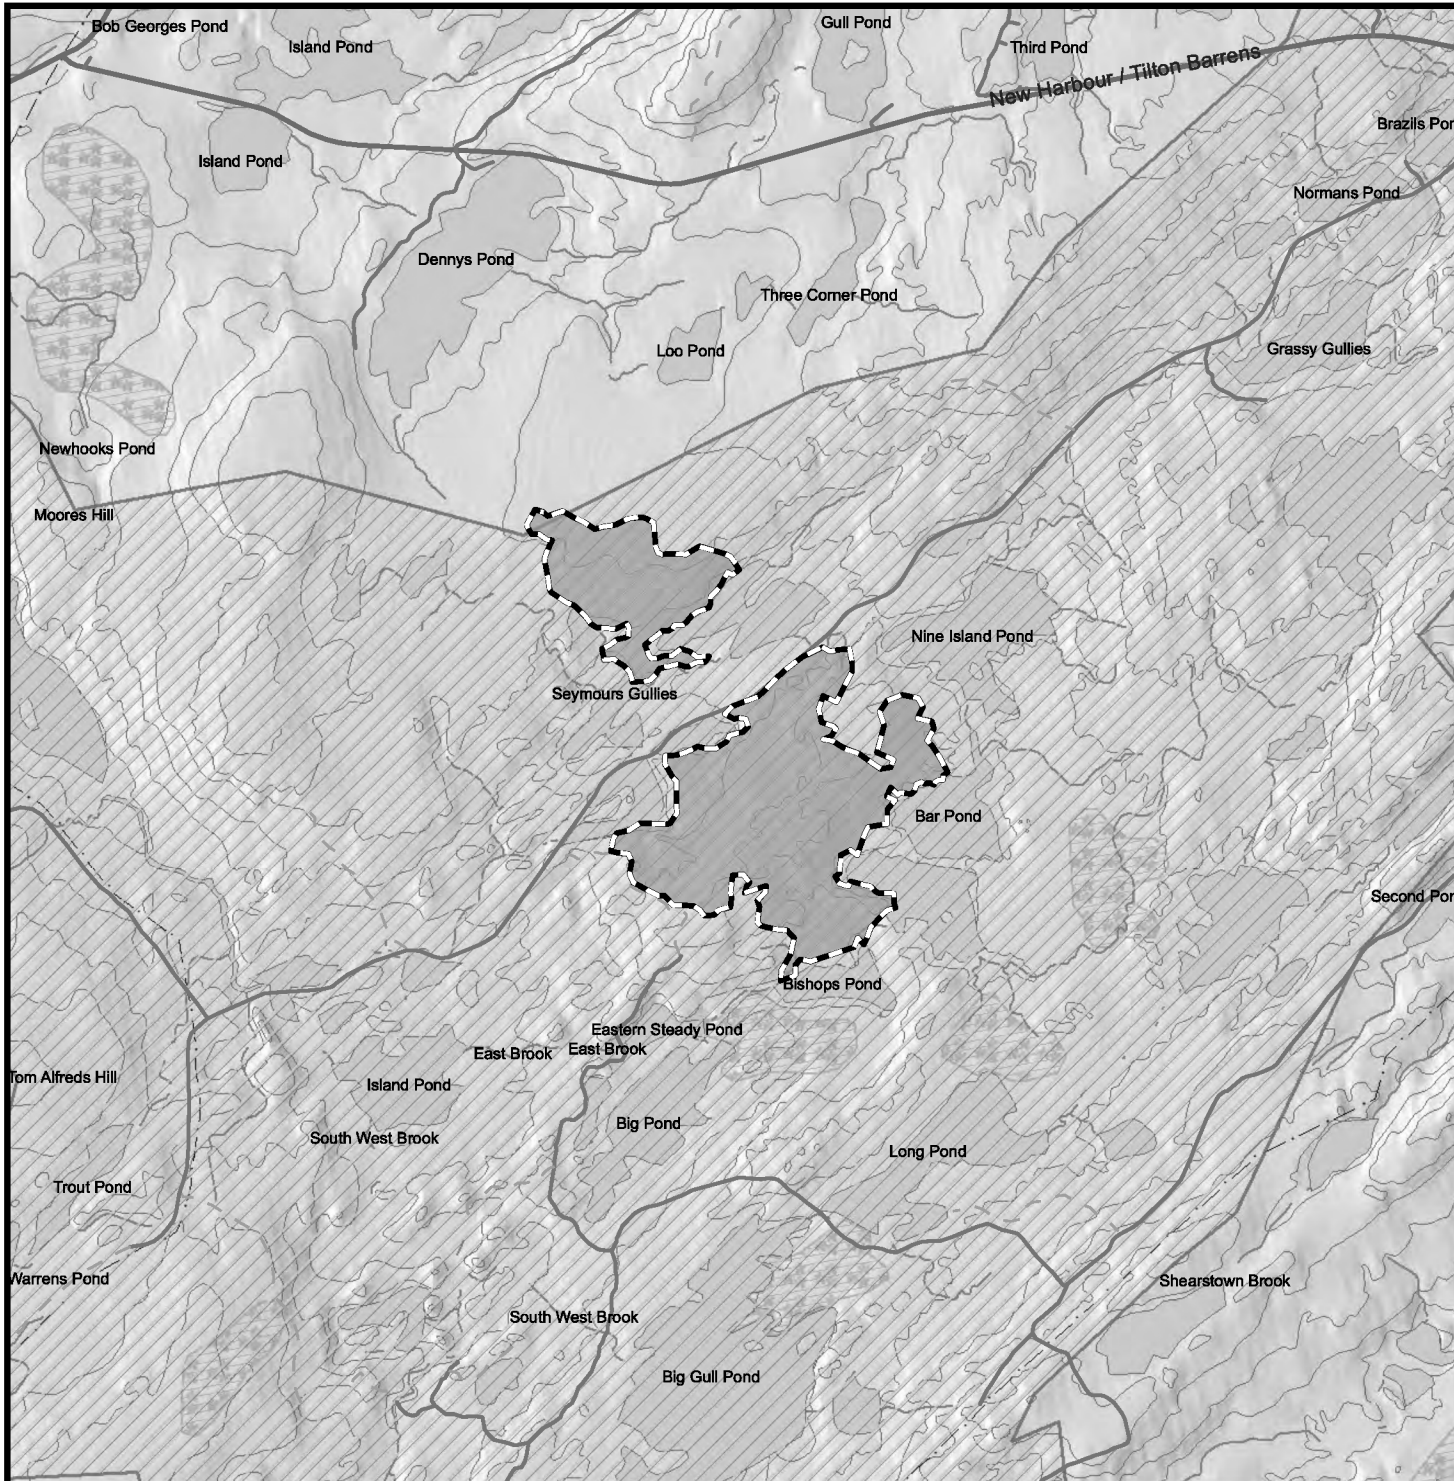 Gull Pond
Bob Georges Pond
Island Pond
Third Pond
New Harbour / Tilton Barrens
Island Pond
Normans Pond
Dennys Pond
Three Corner Pond
Loo Pond
Grassy Gullies
Newhooks Pond
Moores Hill
Nine Island Pond
Seymours Gullies
Bar Pond
Bishops Pond
Eastern Steady Pond
East Brook
East Brook
Tom Alfreds Hill
Island Pond
Big Pond
South West Brook
Long Pond
Trout Pond
Warrens Pond
Shearstown Brook
South West Brook
Big Gull Pond
Brazils Pon
Second Pon